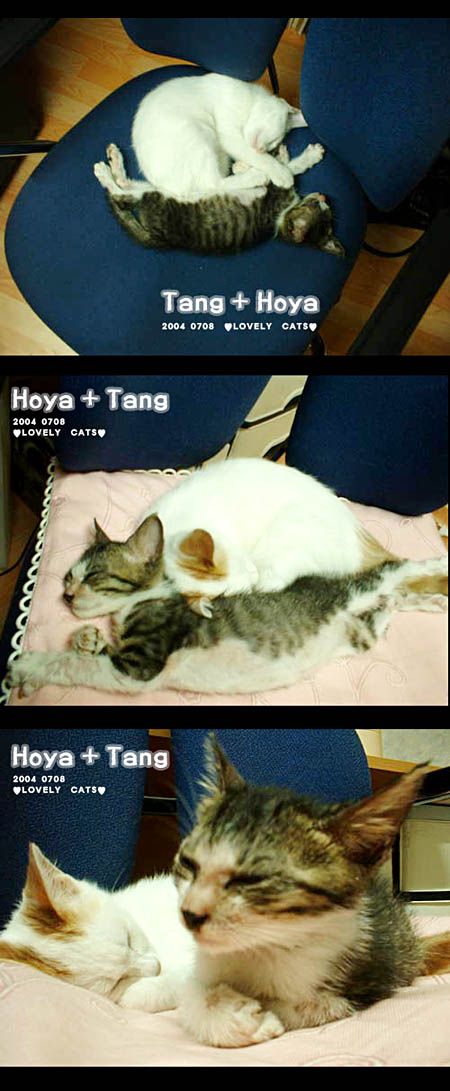 Tang + Hoya
2004 0708 ♥LOVELY CATS♥
Hoya + Tang
2004 0708
♥LOVELY CATS♥
Hoya + Tang
2004 0708
♥LOVELY CATS♥